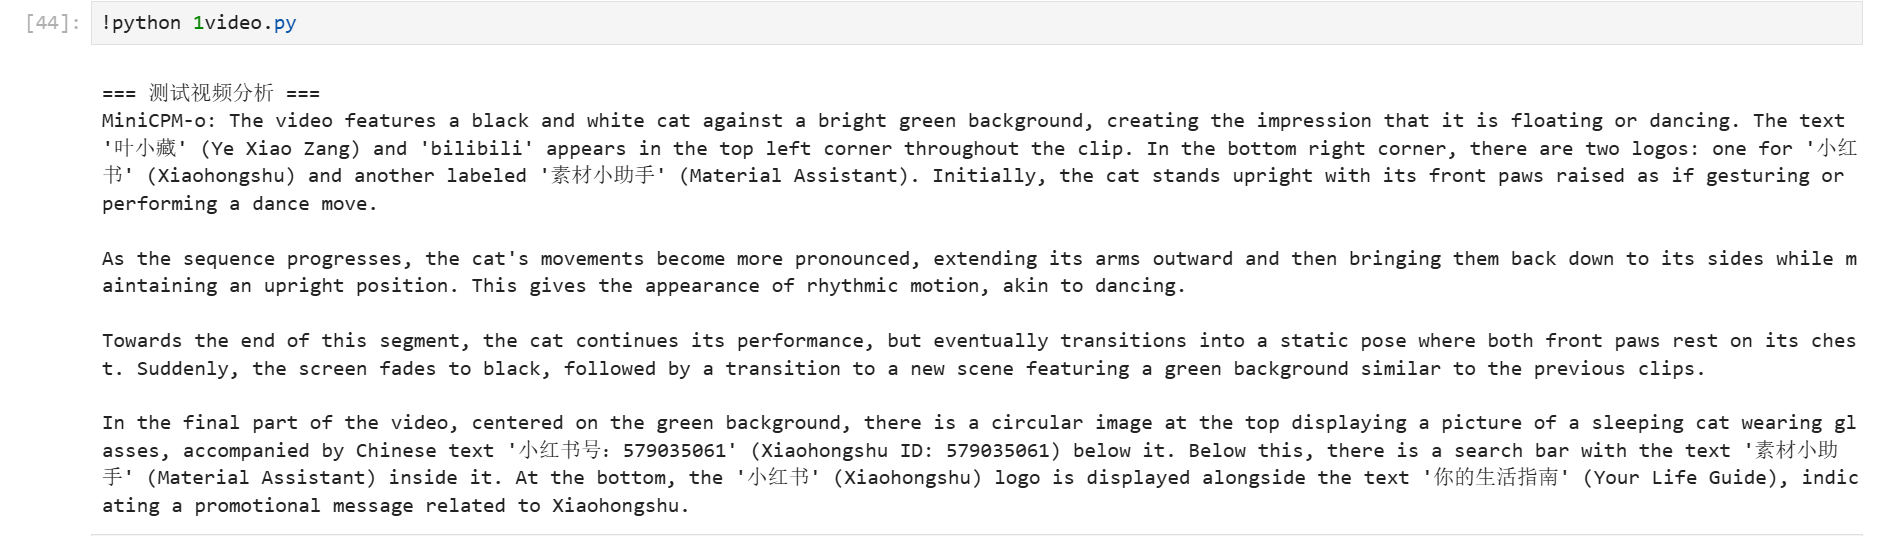 [44]: !python 1video.py
=== 测试视频分析 ===
MiniCPM-o: The video features a black and white cat against a bright green background, creating the impression that it is floating or dancing. The text
'叶小藏' (Ye Xiao Zang) and 'bilibili' appears in the top left corner throughout the clip. In the bottom right corner, there are two logos: one for '小红
书' (Xiaohongshu) and another labeled '素材小助手' (Material Assistant). Initially, the cat stands upright with its front paws raised as if gesturing or
performing a dance move.
As the sequence progresses, the cat's movements become more pronounced, extending its arms outward and then bringing them back down to its sides while m
aintaining an upright position. This gives the appearance of rhythmic motion, akin to dancing.
Towards the end of this segment, the cat continues its performance, but eventually transitions into a static pose where both front paws rest on its ches
t. Suddenly, the screen fades to black, followed by a transition to a new scene featuring a green background similar to the previous clips.
In the final part of the video, centered on the green background, there is a circular image at the top displaying a picture of a sleeping cat wearing gl
asses, accompanied by Chinese text '小红书号：579035061' (Xiaohongshu ID: 579035061) below it. Below this, there is a search bar with the text '素材小助
手' (Material Assistant) inside it. At the bottom, the '小红书' (Xiaohongshu) logo is displayed alongside the text '你的生活指南' (Your Life Guide), indic
ating a promotional message related to Xiaohongshu.